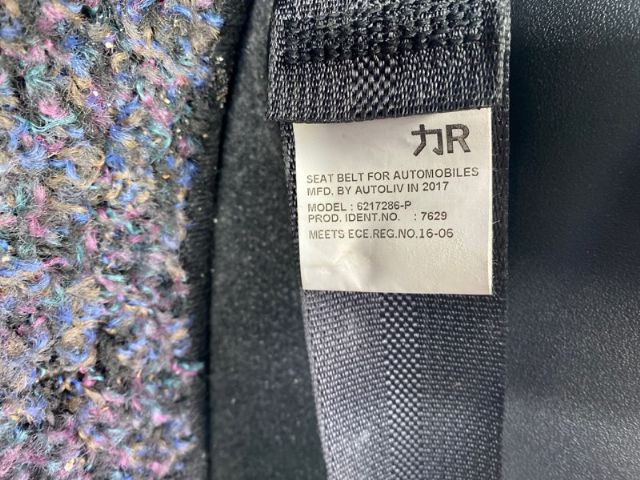 カR
SEAT BELT FOR AUTOMOBILES
MFD. BY AUTOLIV IN 2017
MODEL : 6217286-P
PROD. IDENT.NO. : 7629
MEETS ECE.REG.NO.16-06